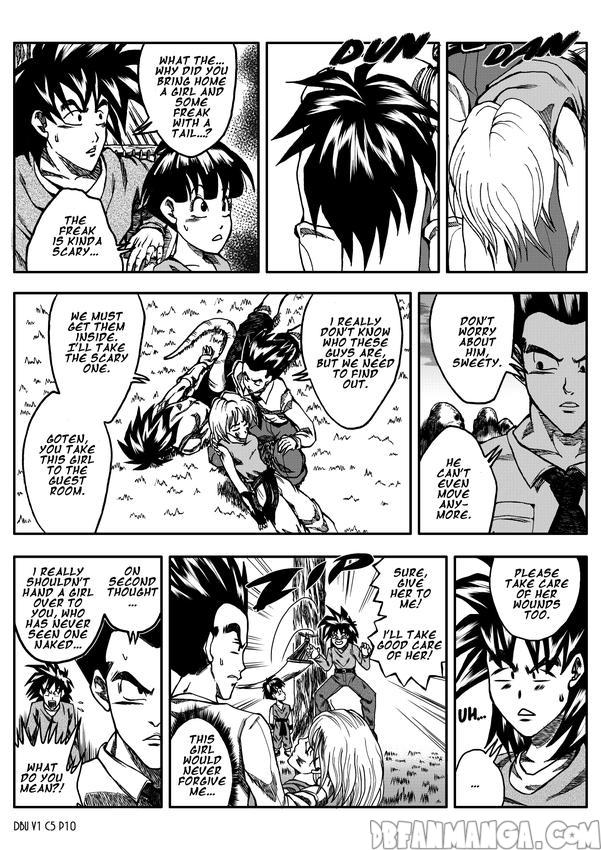 DAN
DUN
WHAT THE...
WHY DID YOU
BRING HOME
A GIRL AND
SOME
FREAK
WITH A
TAIL...?
THE
FREAK
IS KINDA
SCARY...
DON'T
WORRY
ABOUT
HIM,
SWEETY.
HE
CAN'T
EVEN
MOVE
ANY-
MORE.
I REALLY
DON'T KNOW
WHO THESE
GUYS ARE,
BUT WE NEED
TO FIND
OUT.
WE MUST
GET THEM
INSIDE.
I'LL TAKE
THE SCARY
ONE.
GOTEN,
YOU TAKE
THIS GIRL
TO THE
GUEST
ROOM.
PLEASE
TAKE CARE
OF HER
WOUNDS
TOO.
UH...
SURE,
GIVE HER
TO ME!
I'LL TAKE
GOOD CARE
OF HER!
THIS
GIRL
WOULD
NEVER
FORGIVE
ME...
ON
SECOND
THOUGHT
...
I REALLY
SHOULDN'T
HAND A GIRL
OVER TO
YOU, WHO
HAS NEVER
SEEN ONE
NAKED...
WHAT
DO YOU
MEAN?!
DBU V1 C5 P10
DBFANMANGA.COM